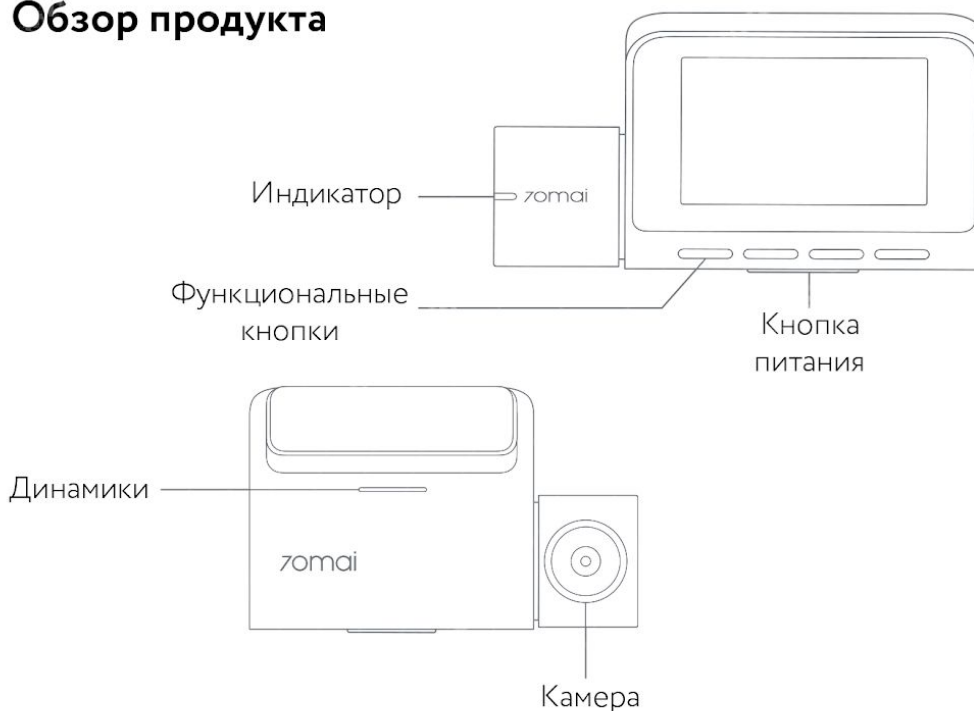 Обзор продукта
Индикатор
70mai
Функциональные
кнопки
Кнопка
питания
Динамики
70mai
Камера